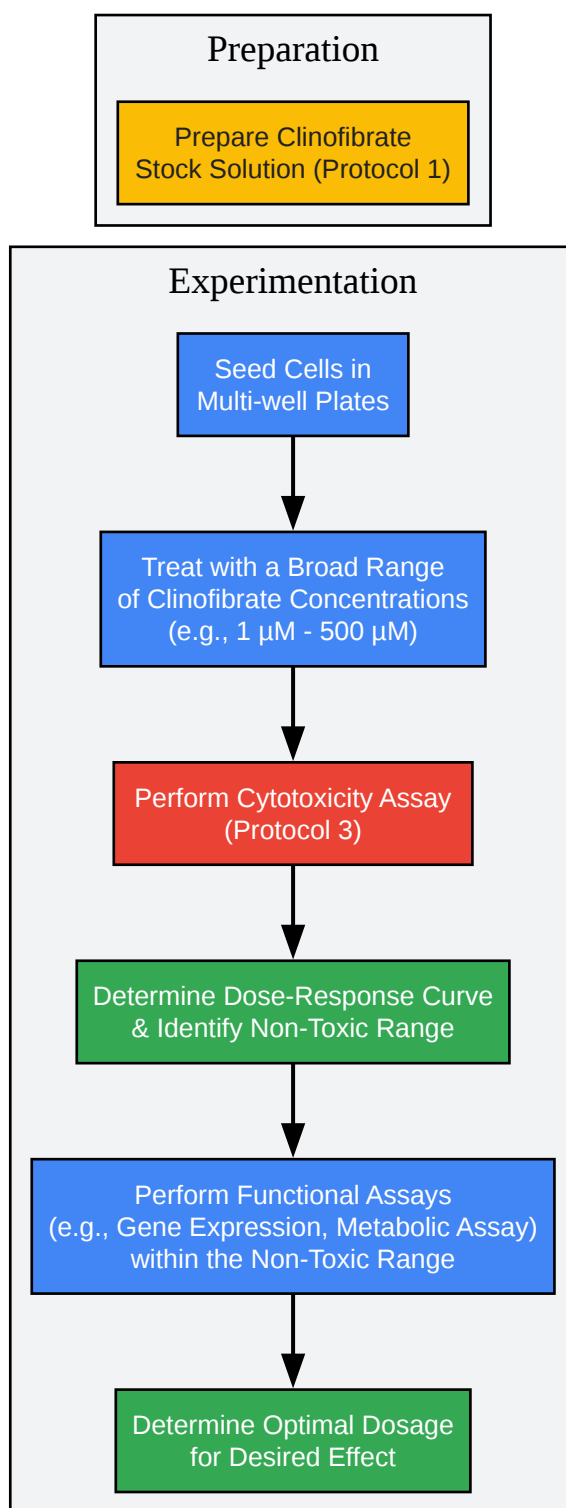 Preparation
Prepare Clinofibrate
Stock Solution (Protocol 1)
Experimentation
Seed Cells in
Multi-well Plates
Treat with a Broad Range
of Clinofibrate Concentrations
(e.g., 1 µM - 500 µM)
Perform Cytotoxicity Assay
(Protocol 3)
Determine Dose-Response Curve
& Identify Non-Toxic Range
Perform Functional Assays
(e.g., Gene Expression, Metabolic Assay)
within the Non-Toxic Range
Determine Optimal Dosage
for Desired Effect